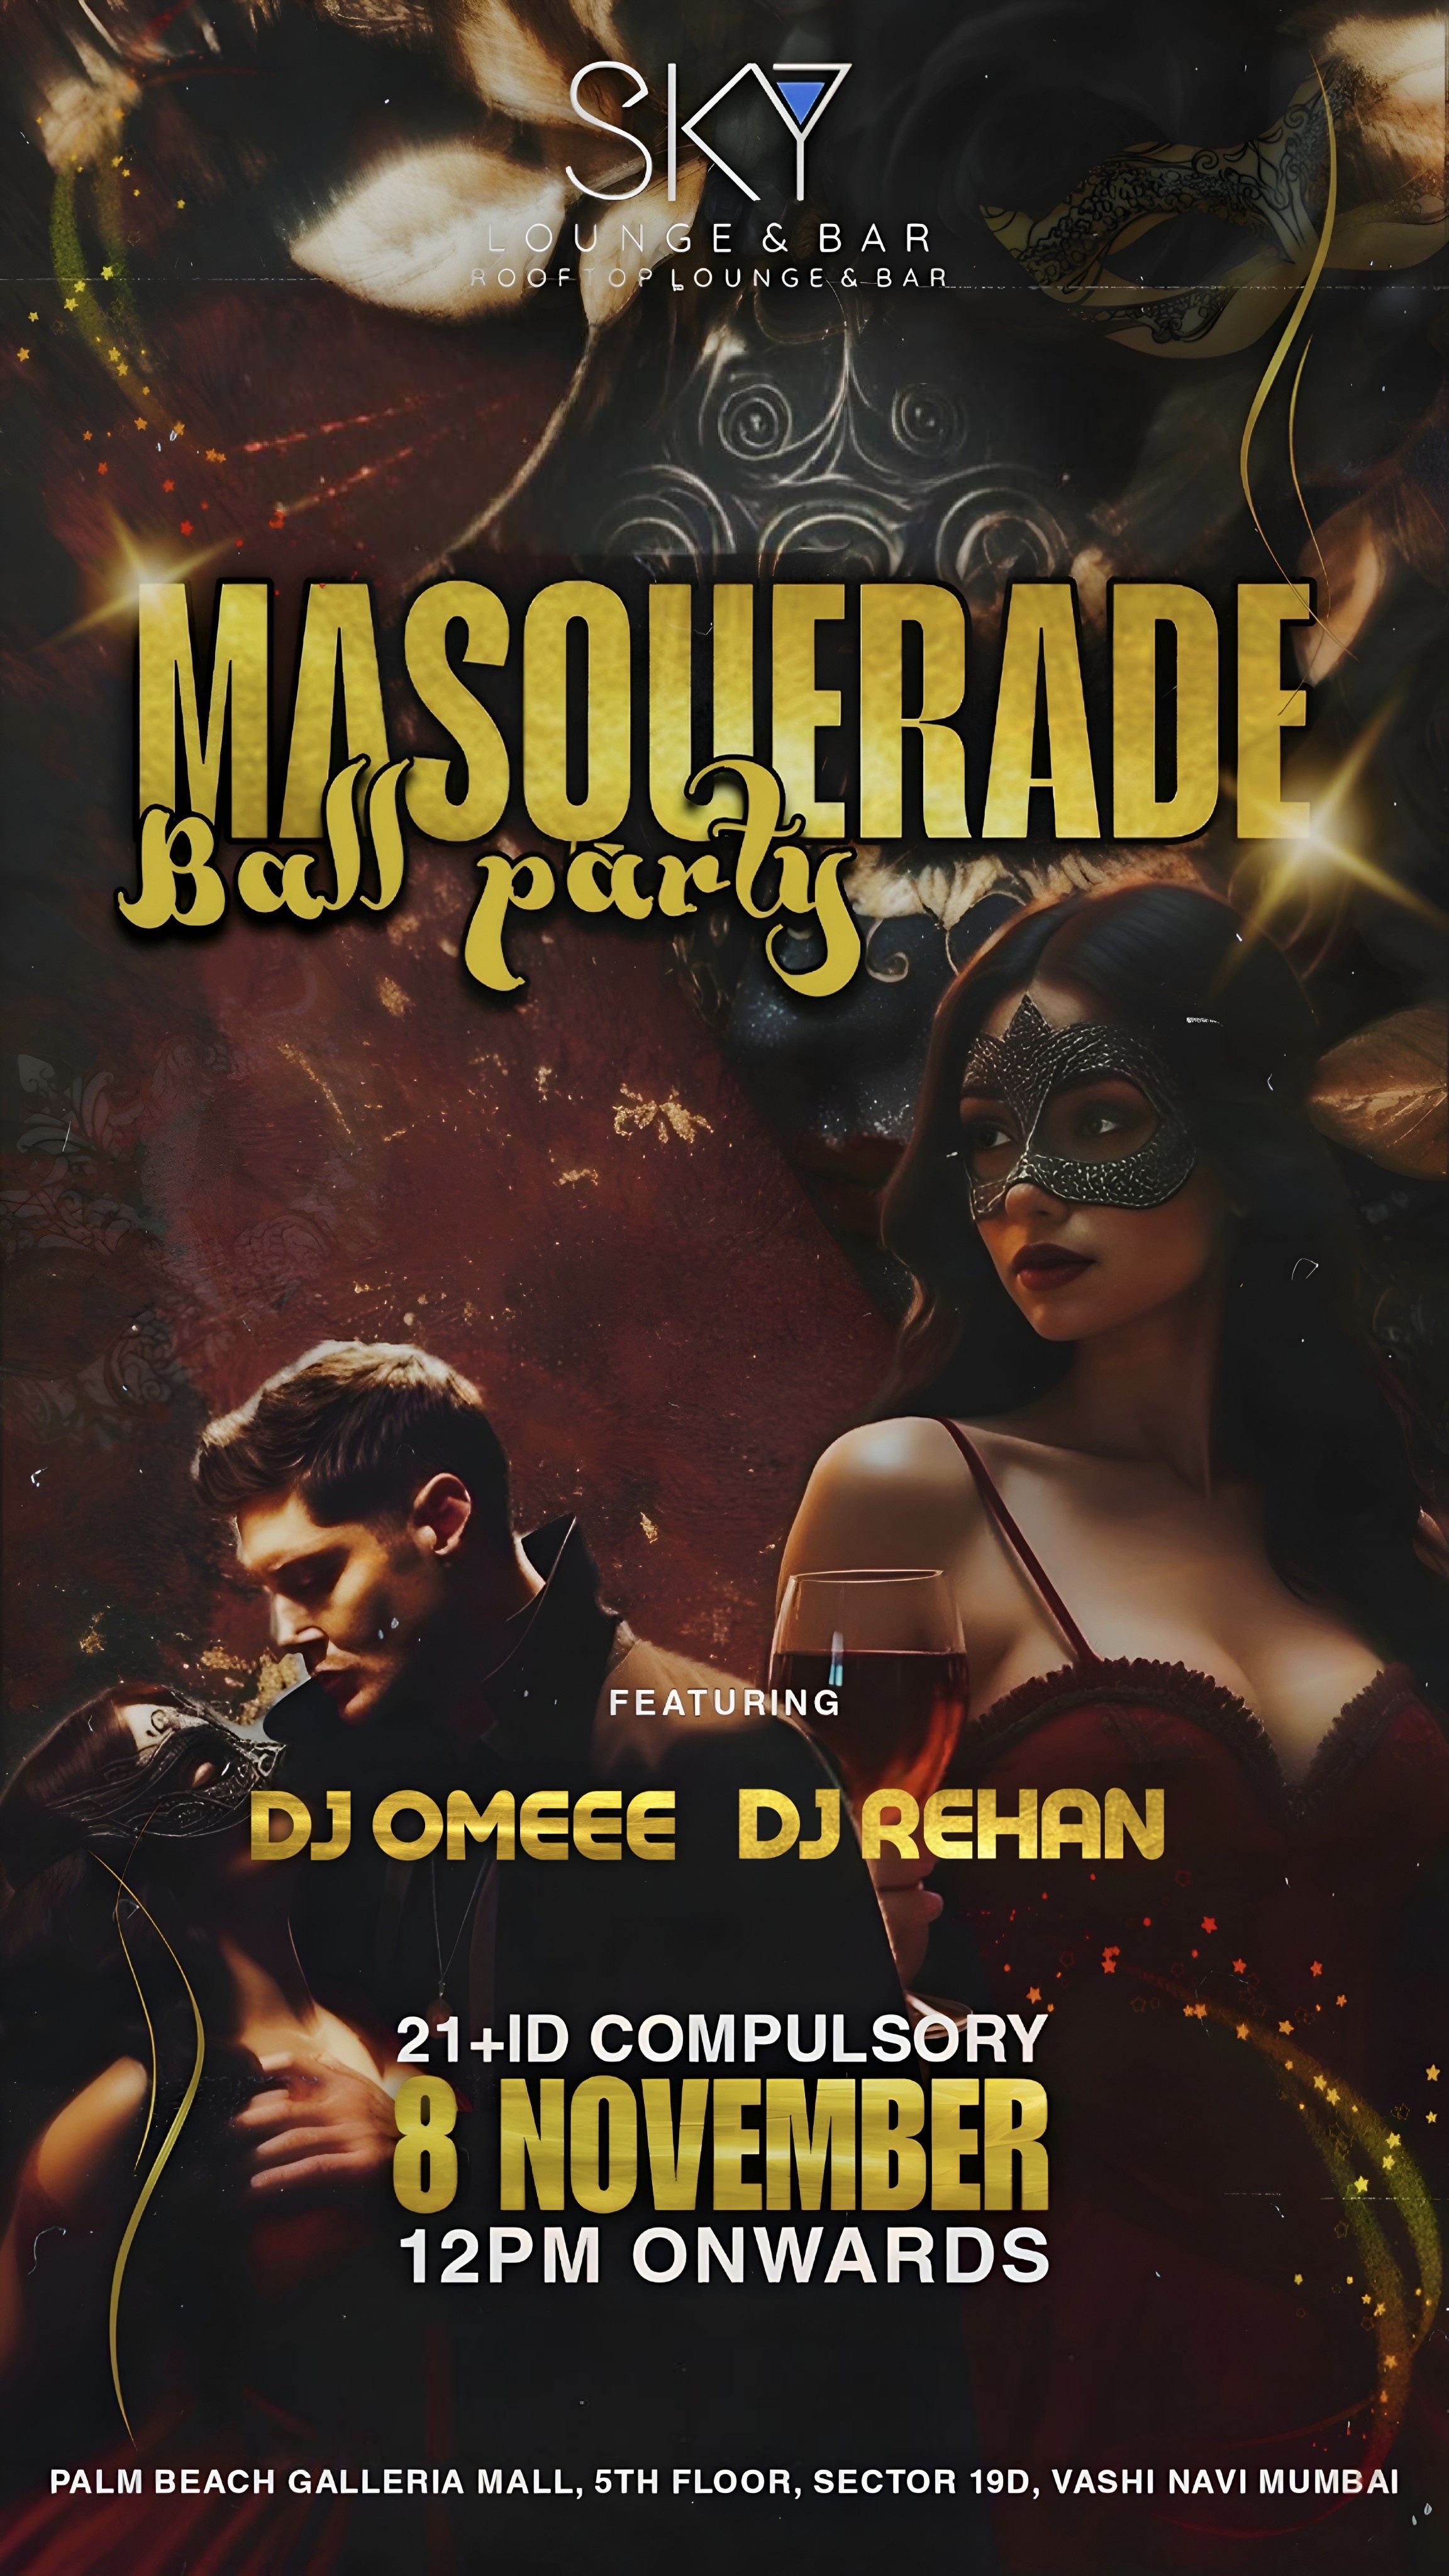 SKY
LOUNGE & BAR
ROOFTOP LOUNGE & BAR
MASQUERADE
Ball party
FEATURING
DJ OMEEE DJ REHAN
21+ID COMPULSORY
8 NOVEMBER
12PM ONWARDS
PALM BEACH GALLERIA MALL, 5TH FLOOR, SECTOR 19D, VASHI NAVI MUMBAI